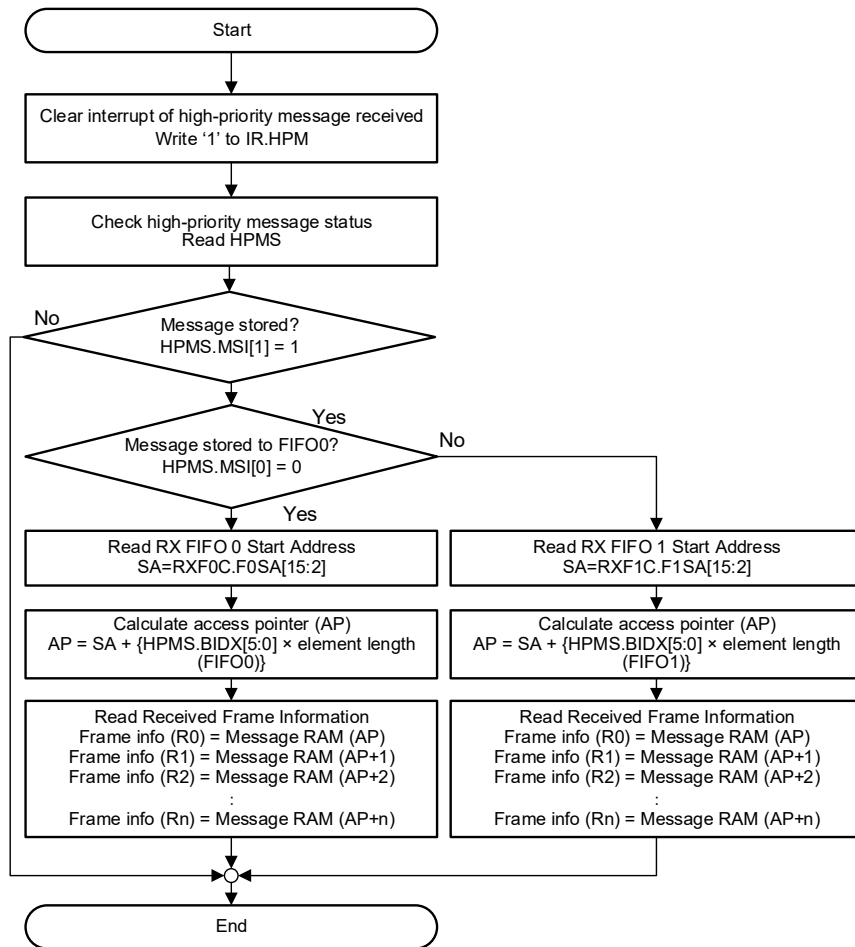 Start
Clear interrupt of high-priority message received
Write ‘1’ to IR.HPM
Check high-priority message status
Read HPMS
No
Message stored?
HPMS.MSI[1] = 1
Yes
Message stored to FIFO0?
HPMS.MSI[0] = 0
No
Yes
Read RX FIFO 0 Start Address
SA=RXF0C.F0SA[15:2]
Calculate access pointer (AP)
AP = SA + {HPMS.BIDX[5:0] × element length
(FIFO0)}
Read Received Frame Information
Frame info (R0) = Message RAM (AP)
Frame info (R1) = Message RAM (AP+1)
Frame info (R2) = Message RAM (AP+2)
:
Frame info (Rn) = Message RAM (AP+n)
Read RX FIFO 1 Start Address
SA=RXF1C.F1SA[15:2]
Calculate access pointer (AP)
AP = SA + {HPMS.BIDX[5:0] × element length
(FIFO1)}
Read Received Frame Information
Frame info (R0) = Message RAM (AP)
Frame info (R1) = Message RAM (AP+1)
Frame info (R2) = Message RAM (AP+2)
:
Frame info (Rn) = Message RAM (AP+n)
End